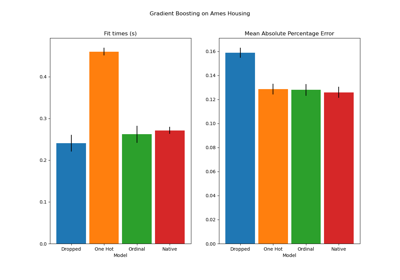 Gradient Boosting on Ames Housing
Fit times (s)
0.4
0.3
0.2
0.1
0.0
Dropped One Hot Ordinal Native
Model
Mean Absolute Percentage Error
0.16
0.14
0.12
0.10
0.08
0.06
0.04
0.02
0.00
Dropped One Hot Ordinal Native
Model